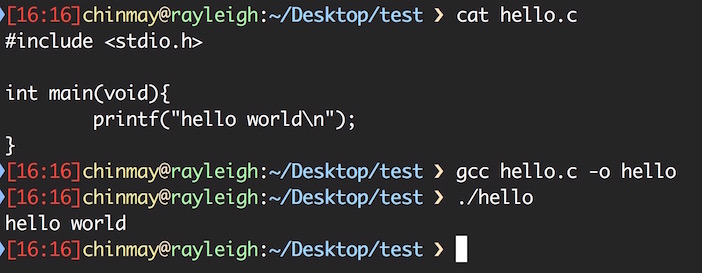 [16:16]chinmay@rayleigh:~/Desktop/test ❯ cat hello.c
#include <stdio.h>

int main(void){
        printf("hello world\n");
}
[16:16]chinmay@rayleigh:~/Desktop/test ❯ gcc hello.c -o hello
[16:16]chinmay@rayleigh:~/Desktop/test ❯ ./hello
hello world
[16:16]chinmay@rayleigh:~/Desktop/test ❯